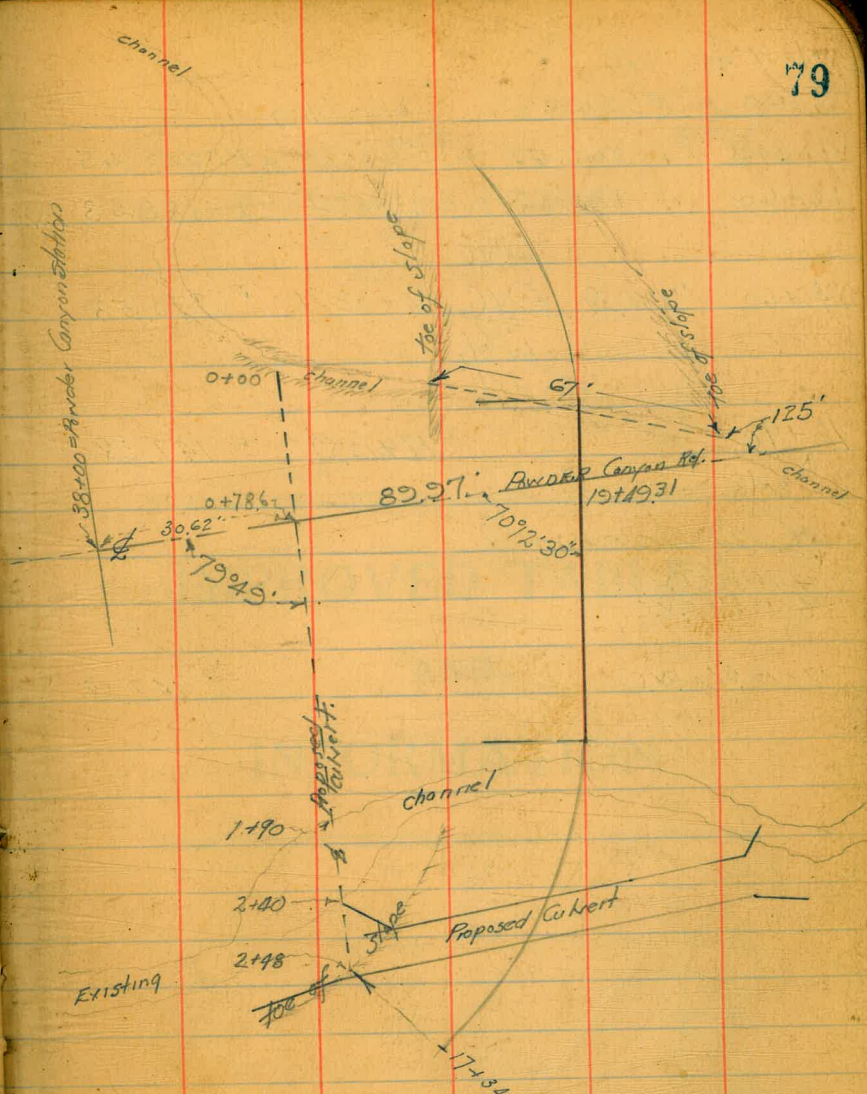 79
channel
38+00=Powder Canyon Station
toe of slope
toe of slope
0+00
channel
67'
125'
channel
Powder Canyon Rd.
19+49.31
89.97'
70°12'30"
0+78.62
30.62'
79°49'
Proposed
Culvert
channel
1+90
2+40
Proposed Culvert
2+48
toe of slope
Existing
17+34